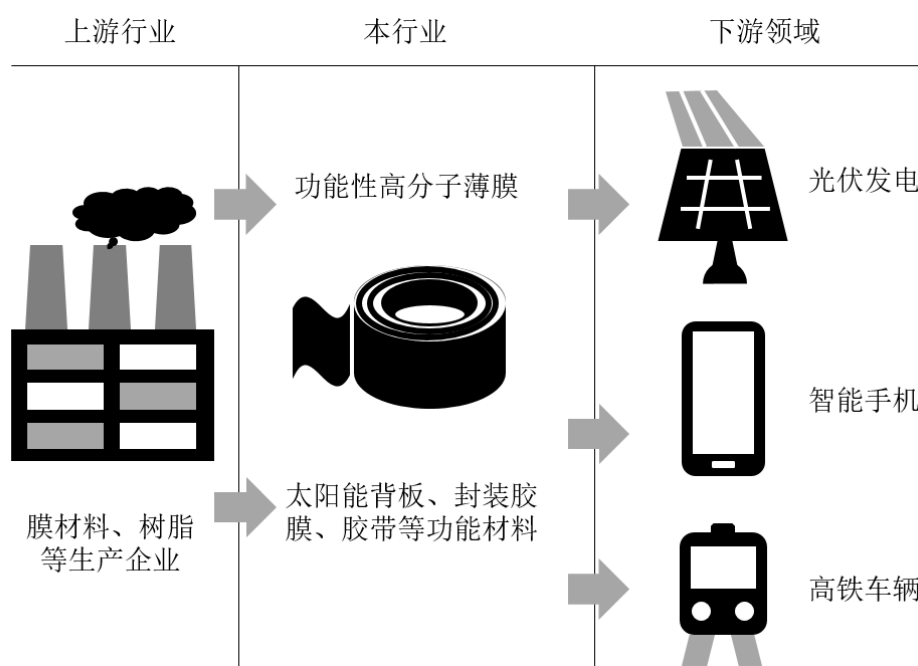 上游行业
本行业
下游领域
功能性高分子薄膜
光伏发电
智能手机
太阳能背板、封装胶
膜、胶带等功能材料
膜材料、树脂
等生产企业
高铁车辆